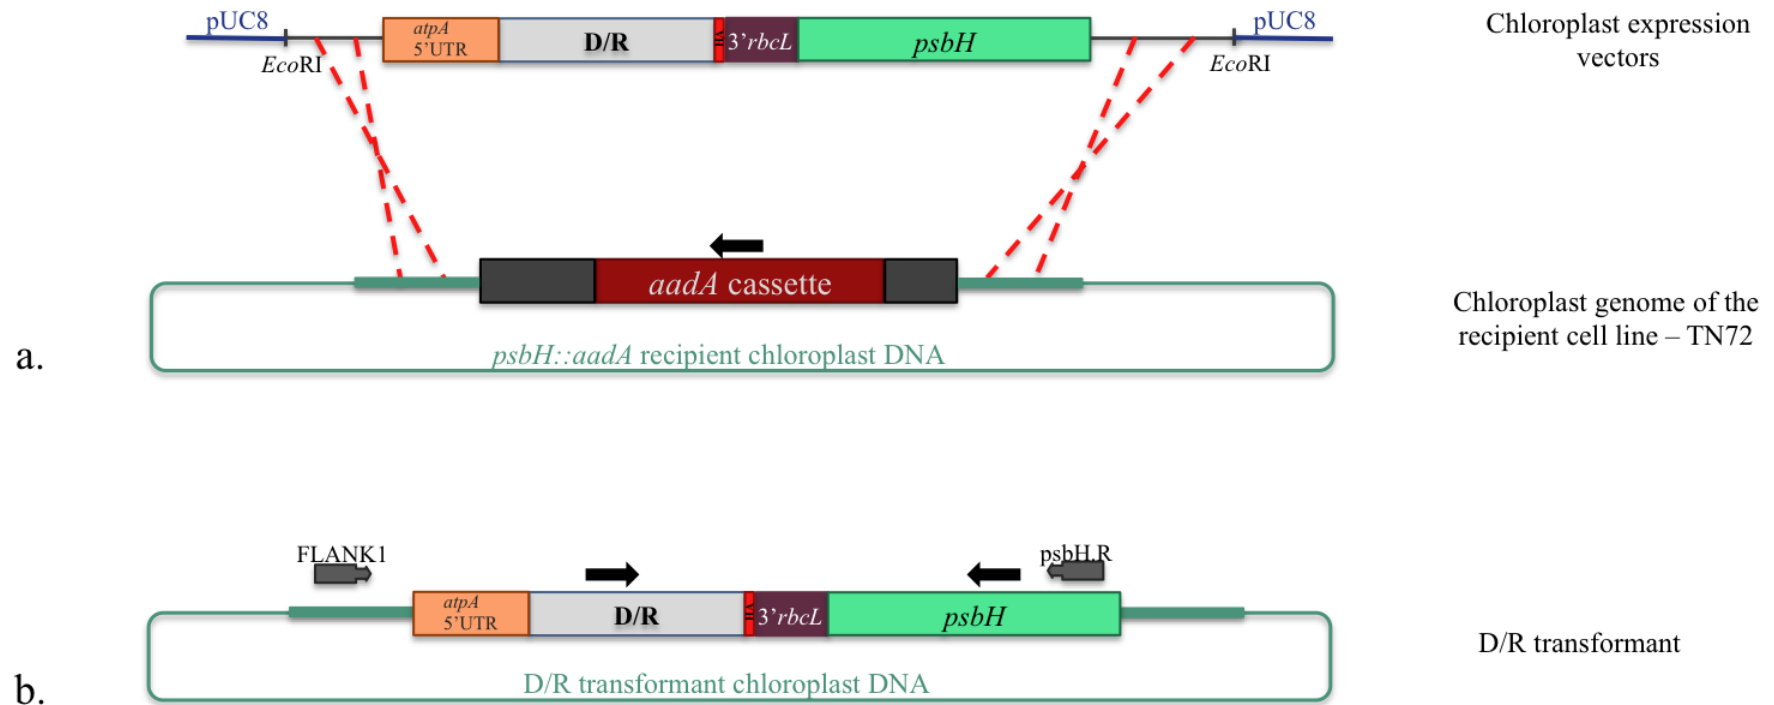 pUC8
atpA
5'UTR
D/R
HA
3'rbcL
psbH
pUC8
EcoRI
EcoRI
Chloroplast expression
vectors
aadA cassette
psbH::aadA recipient chloroplast DNA
Chloroplast genome of the
recipient cell line – TN72
a.
FLANK1
psbH.R
atpA
5'UTR
D/R
HA
3'rbcL
psbH
D/R transformant chloroplast DNA
D/R transformant
b.